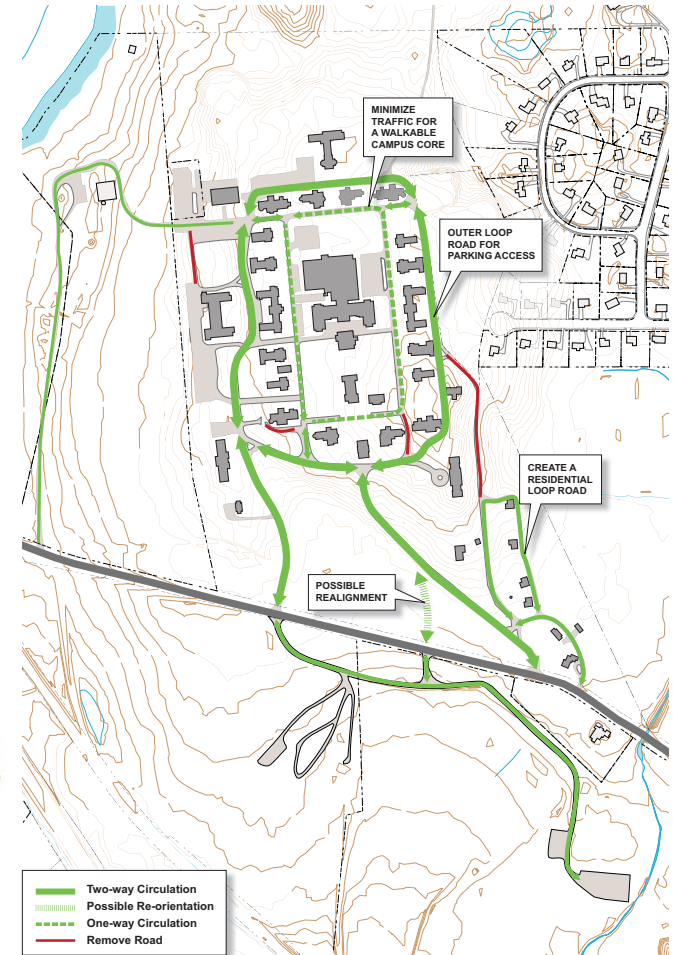 MINIMIZE
TRAFFIC FOR
A WALKABLE
CAMPUS CORE
OUTER LOOP
ROAD FOR
PARKING ACCESS
CREATE A
RESIDENTIAL
LOOP ROAD
POSSIBLE
REALIGNMENT
Two-way Circulation
Possible Re-orientation
One-way Circulation
Remove Road